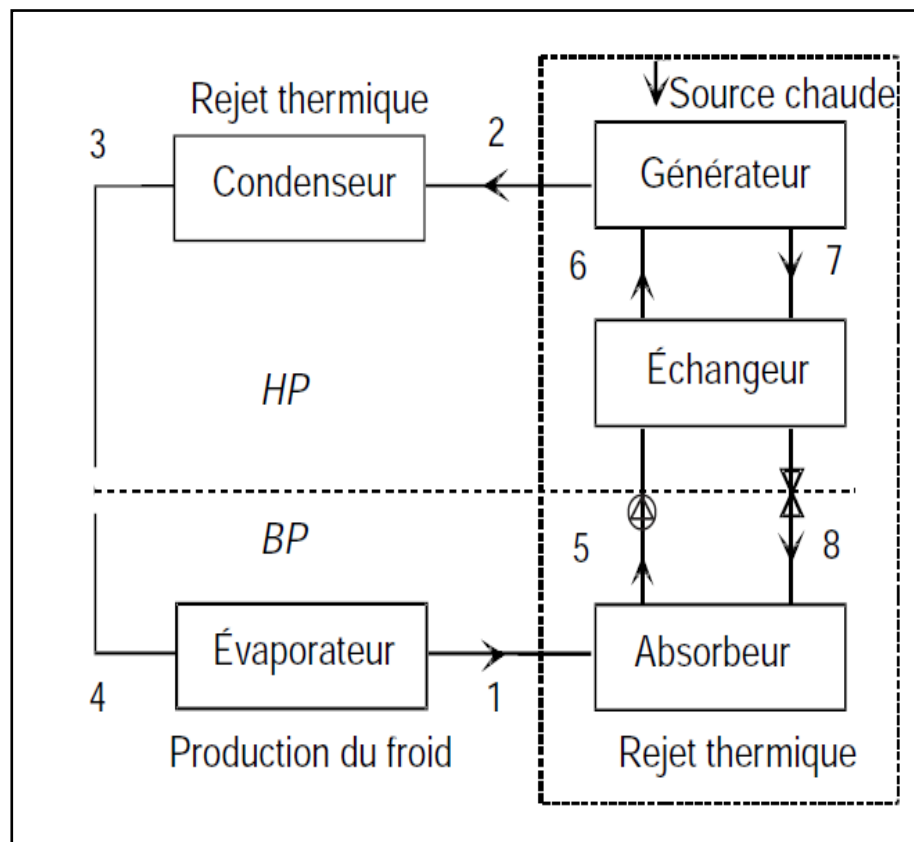 Source chaude
Rejet thermique
3
2
Condenseur
Générateur
6
7
Échangeur
HP
BP
5
8
Évaporateur
Absorbeur
4
1
Production du froid
Rejet thermique